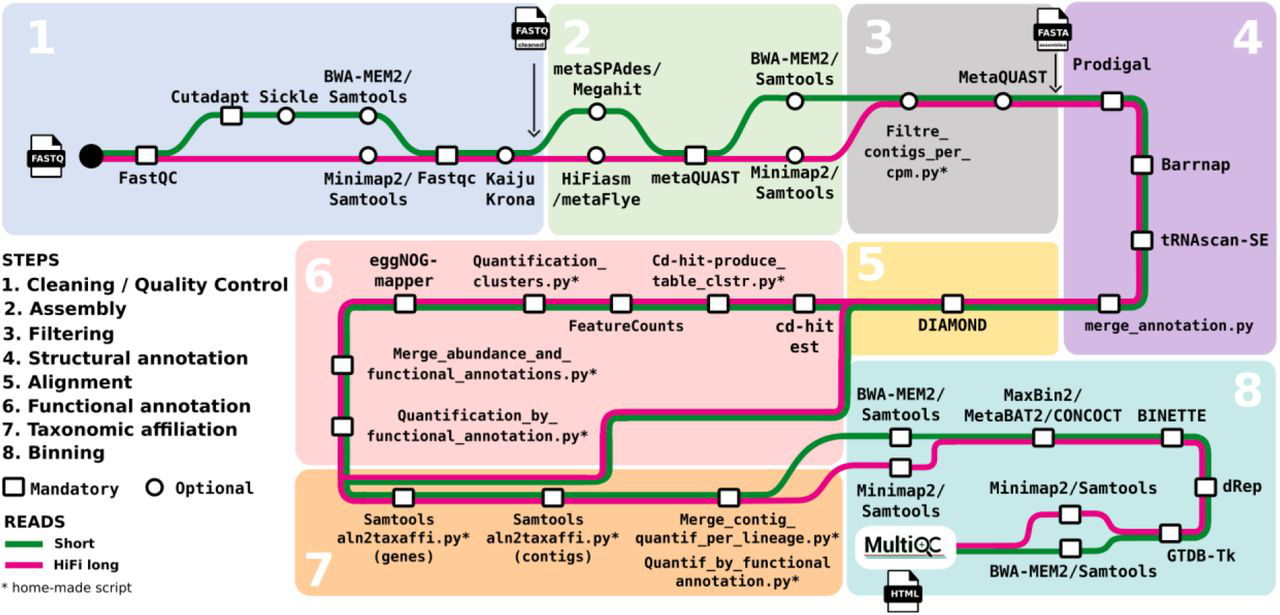 1
FASTQ
FastQC
Cutadapt
Sickle
BWA-MEM2/
Samtools
Minimap2/
Samtools
Fastqc
Kaiju
Krona
FASTQ
cleaned
2
metaSPAdes/
Megahit
HiFiasm
/metaFlye
metaQUAST
BWA-MEM2/
Samtools
Minimap2/
Samtools
3
Filtre_
contigs_per_
cpm.py*
MetaQUAST
FASTA
assembled
4
Prodigal
Barrnap
tRNAscan-SE
merge_annotation.py
5
DIAMOND
6
cd-hit
est
Cd-hit-produce_
table_clstr.py*
FeatureCounts
Quantification_
clusters.py*
eggNOG-
mapper
Merge_abundance_and_
functional_annotations.py*
Quantification_by_
functional_annotation.py*
7
Samtools
aln2taxaffi.py*
(genes)
Samtools
aln2taxaffi.py*
(contigs)
Merge_contig_
quantif_per_lineage.py*
Quantif_by_functional
annotation.py*
8
BWA-MEM2/
Samtools
Minimap2/
Samtools
MaxBin2/
MetaBAT2/CONCOCT
BINETTE
dRep
GTDB-Tk
Minimap2/Samtools
BWA-MEM2/Samtools
MultiQC
HTML
STEPS
1. Cleaning / Quality Control
2. Assembly
3. Filtering
4. Structural annotation
5. Alignment
6. Functional annotation
7. Taxonomic affiliation
8. Binning
Mandatory
Optional
READS
Short
HiFi long
* home-made script